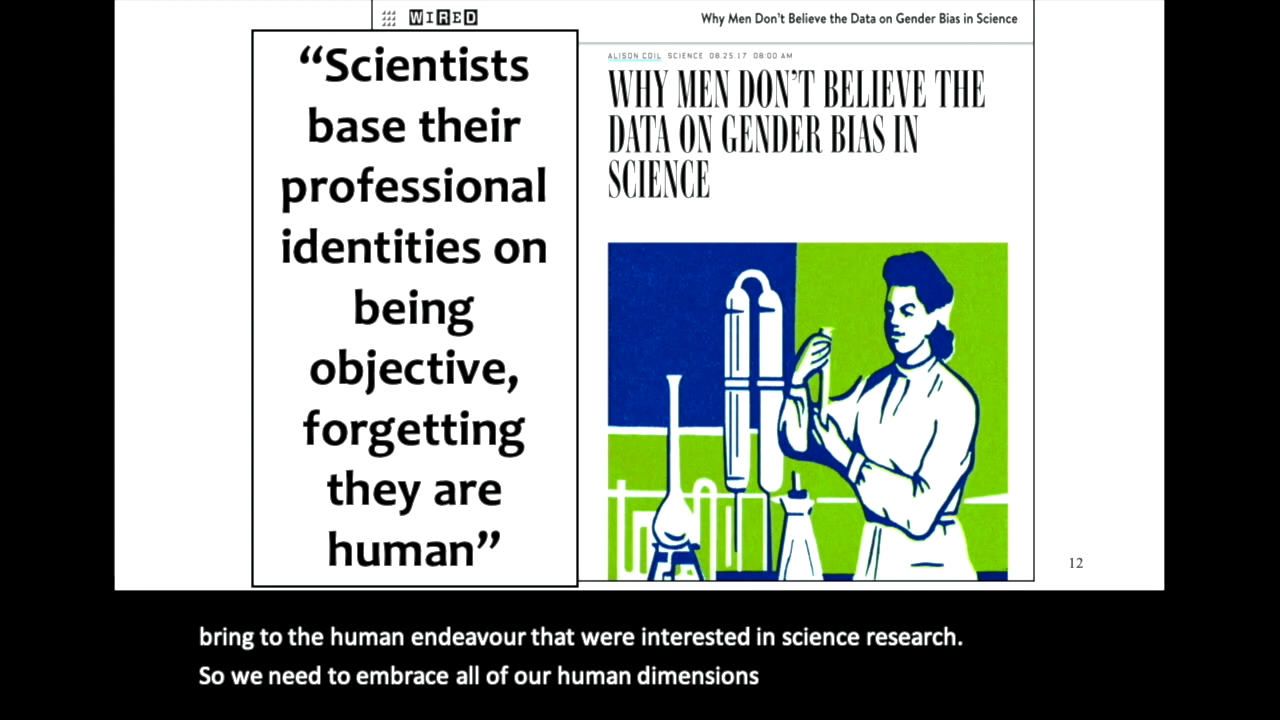 WIRED
Why Men Don't Believe the Data on Gender Bias in Science
“Scientists
base their
professional
identities on
being
objective,
forgetting
they are
human”
ALISON COIL SCIENCE 08.25.17 08:00 AM
WHY MEN DON'T BELIEVE THE
DATA ON GENDER BIAS IN
SCIENCE
12
bring to the human endeavour that were interested in science research.
So we need to embrace all of our human dimensions